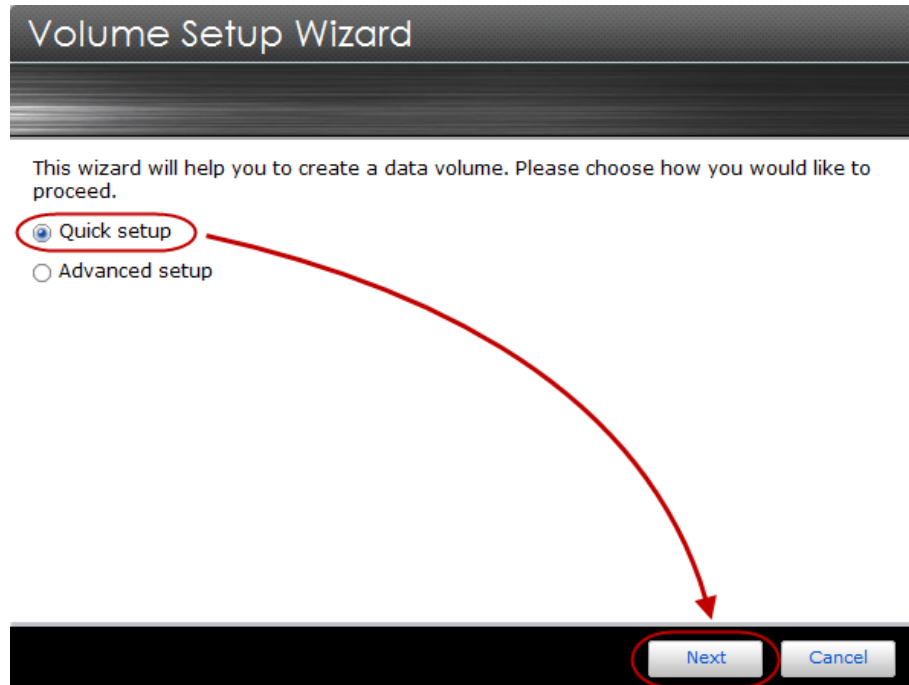 Volume Setup Wizard
This wizard will help you to create a data volume. Please choose how you would like to
proceed.
Quick setup
Advanced setup
Next
Cancel